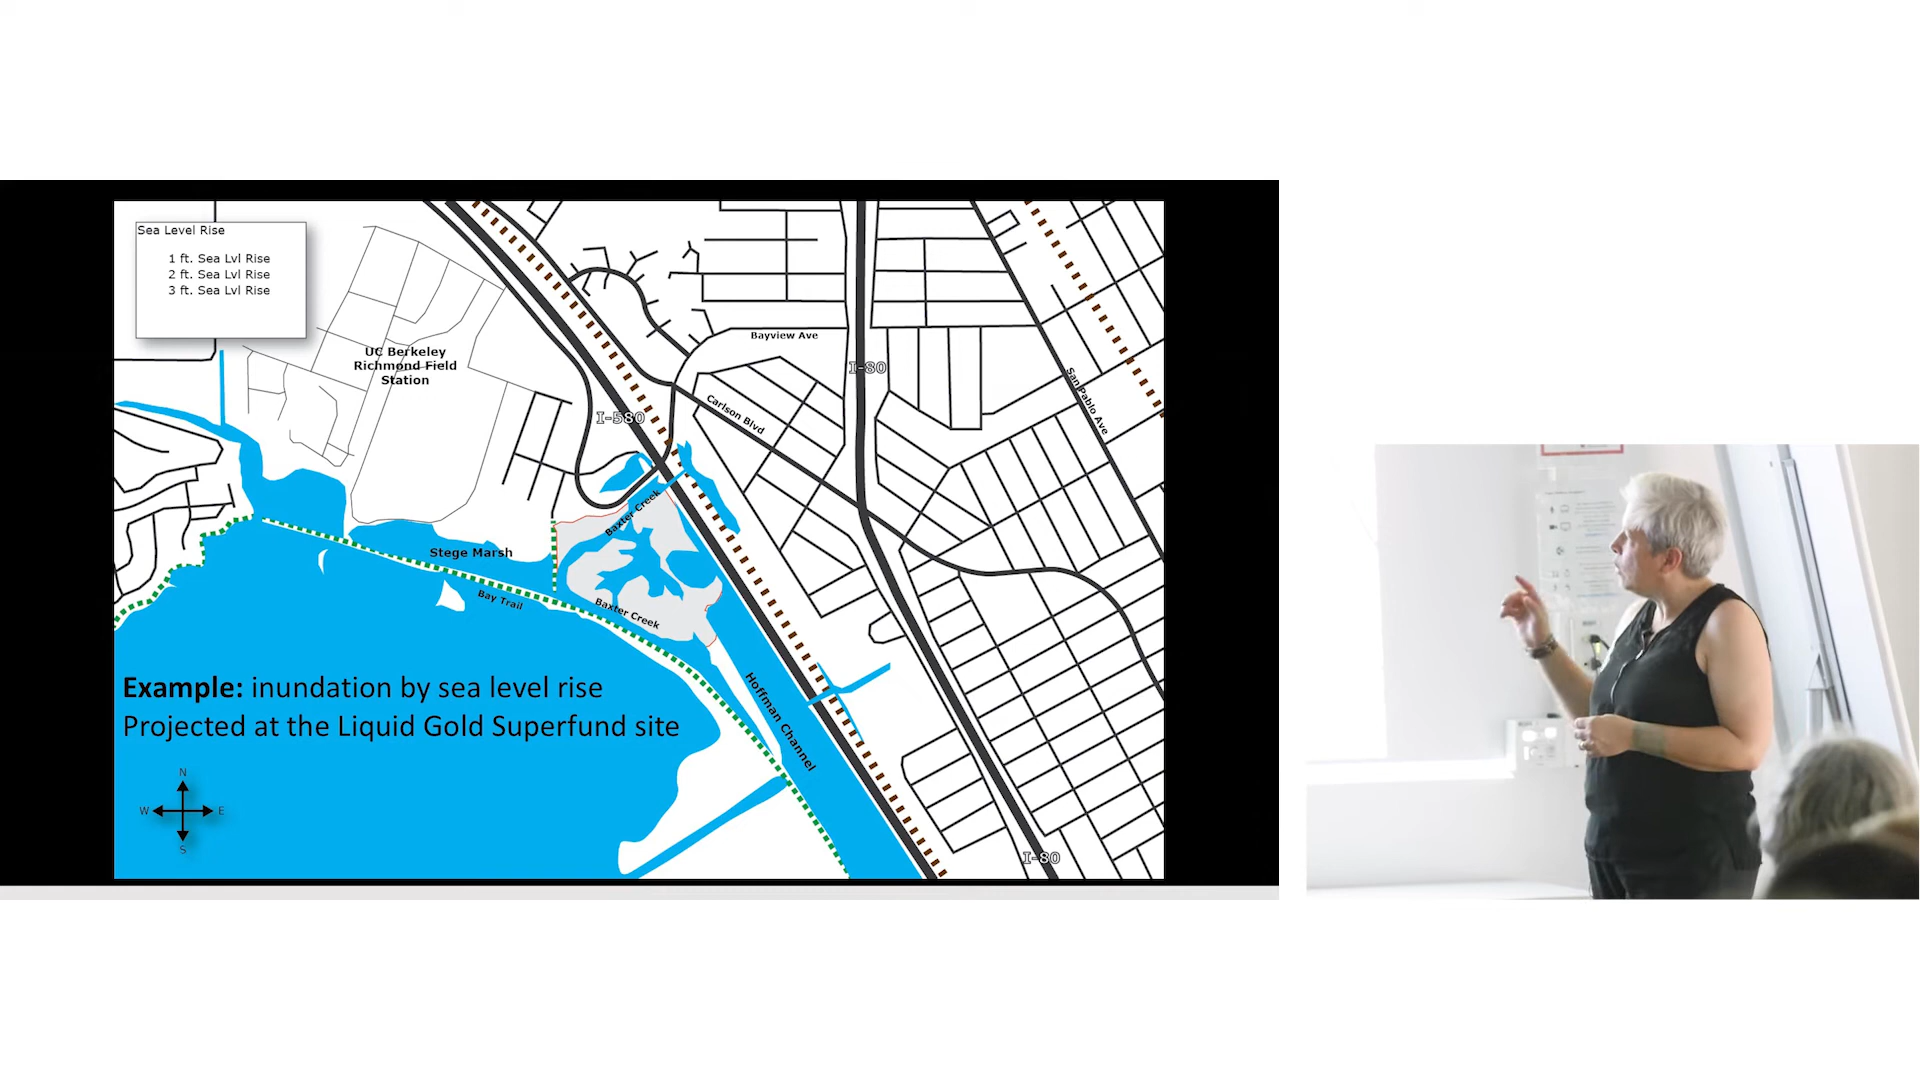 Sea Level Rise
1 ft. Sea Lvl Rise
2 ft. Sea Lvl Rise
3 ft. Sea Lvl Rise
UC Berkeley
Richmond Field
Station
I-580
Bayview Ave
I-80
Carlson Blvd
San Pablo Ave
Baxter Creek
Stege Marsh
Bay Trail
Baxter Creek
Hoffman Channel
Example: inundation by sea level rise
Projected at the Liquid Gold Superfund site
N
W
E
S
I-80